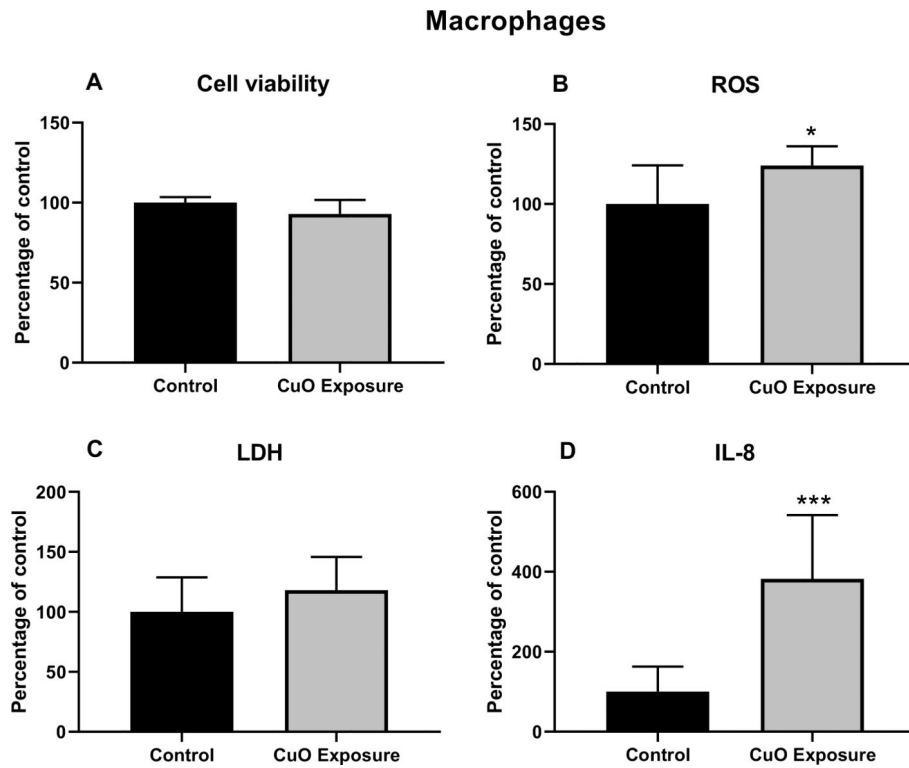 Macrophages
A
Cell viability
Percentage of control
150
100
50
0
Control
CuO Exposure
B
ROS
Percentage of control
150
100
50
0
*
Control
CuO Exposure
C
LDH
Percentage of control
200
150
100
50
0
Control
CuO Exposure
D
IL-8
Percentage of control
600
400
200
0
***
Control
CuO Exposure